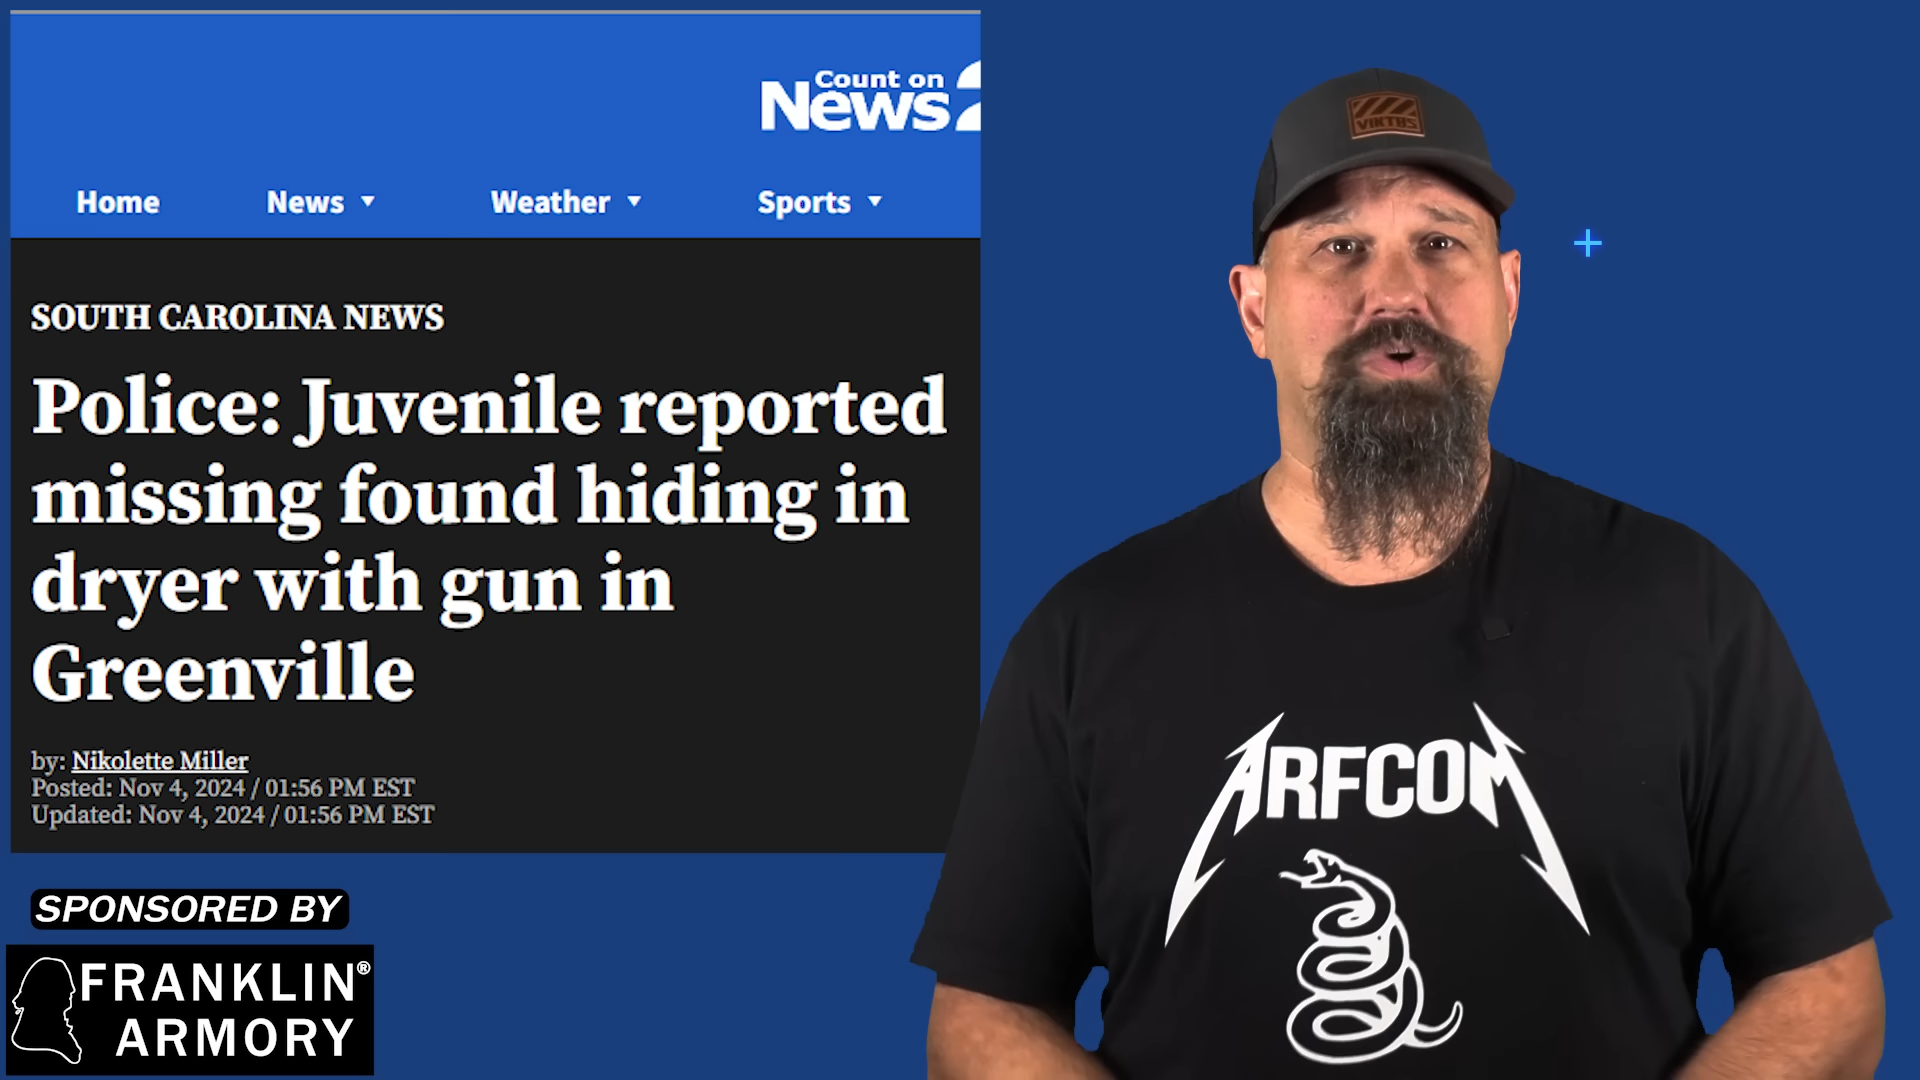 Count on
News 2
Home
News
Weather
Sports
SOUTH CAROLINA NEWS
Police: Juvenile reported
missing found hiding in
dryer with gun in
Greenville
by: Nikolette Miller
Posted: Nov 4, 2024 / 01:56 PM EST
Updated: Nov 4, 2024 / 01:56 PM EST
SPONSORED BY
FRANKLIN®
ARMORY
VIKTOS
ARFCOM